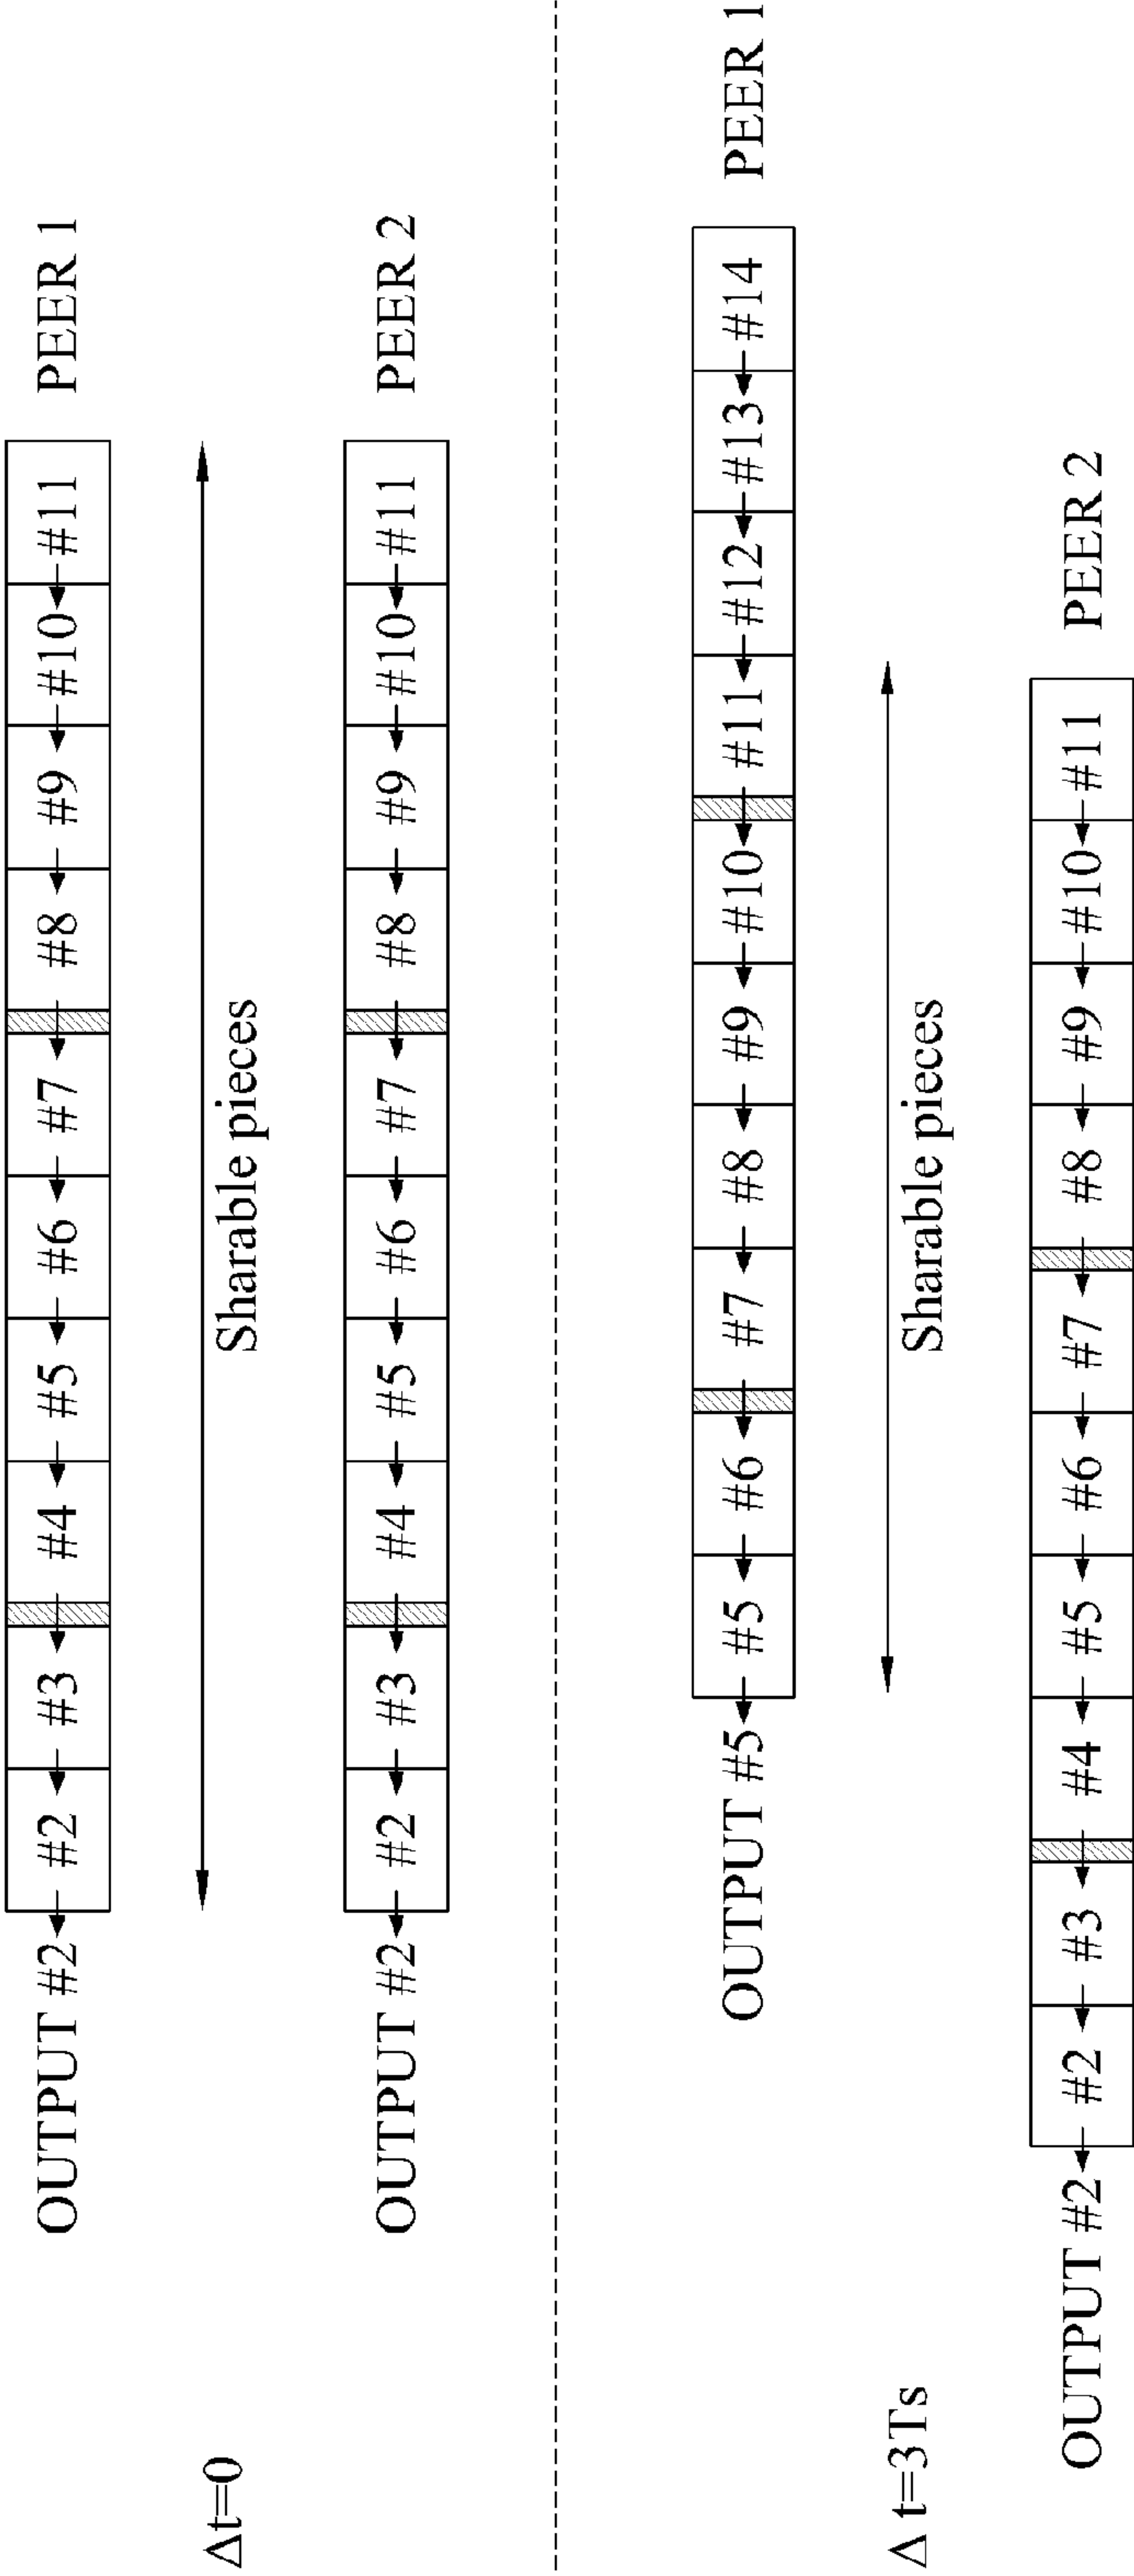 Δt=0
OUTPUT #2 #2 #3 #4 #5 #6 #7 #8 #9 #10 #11 PEER 1
Sharable pieces
OUTPUT #2 #2 #3 #4 #5 #6 #7 #8 #9 #10 #11 PEER 2
Δ t=3Ts
OUTPUT #5 #5 #6 #7 #8 #9 #10 #11 #12 #13 #14 PEER 1
Sharable pieces
OUTPUT #2 #2 #3 #4 #5 #6 #7 #8 #9 #10 #11 PEER 2